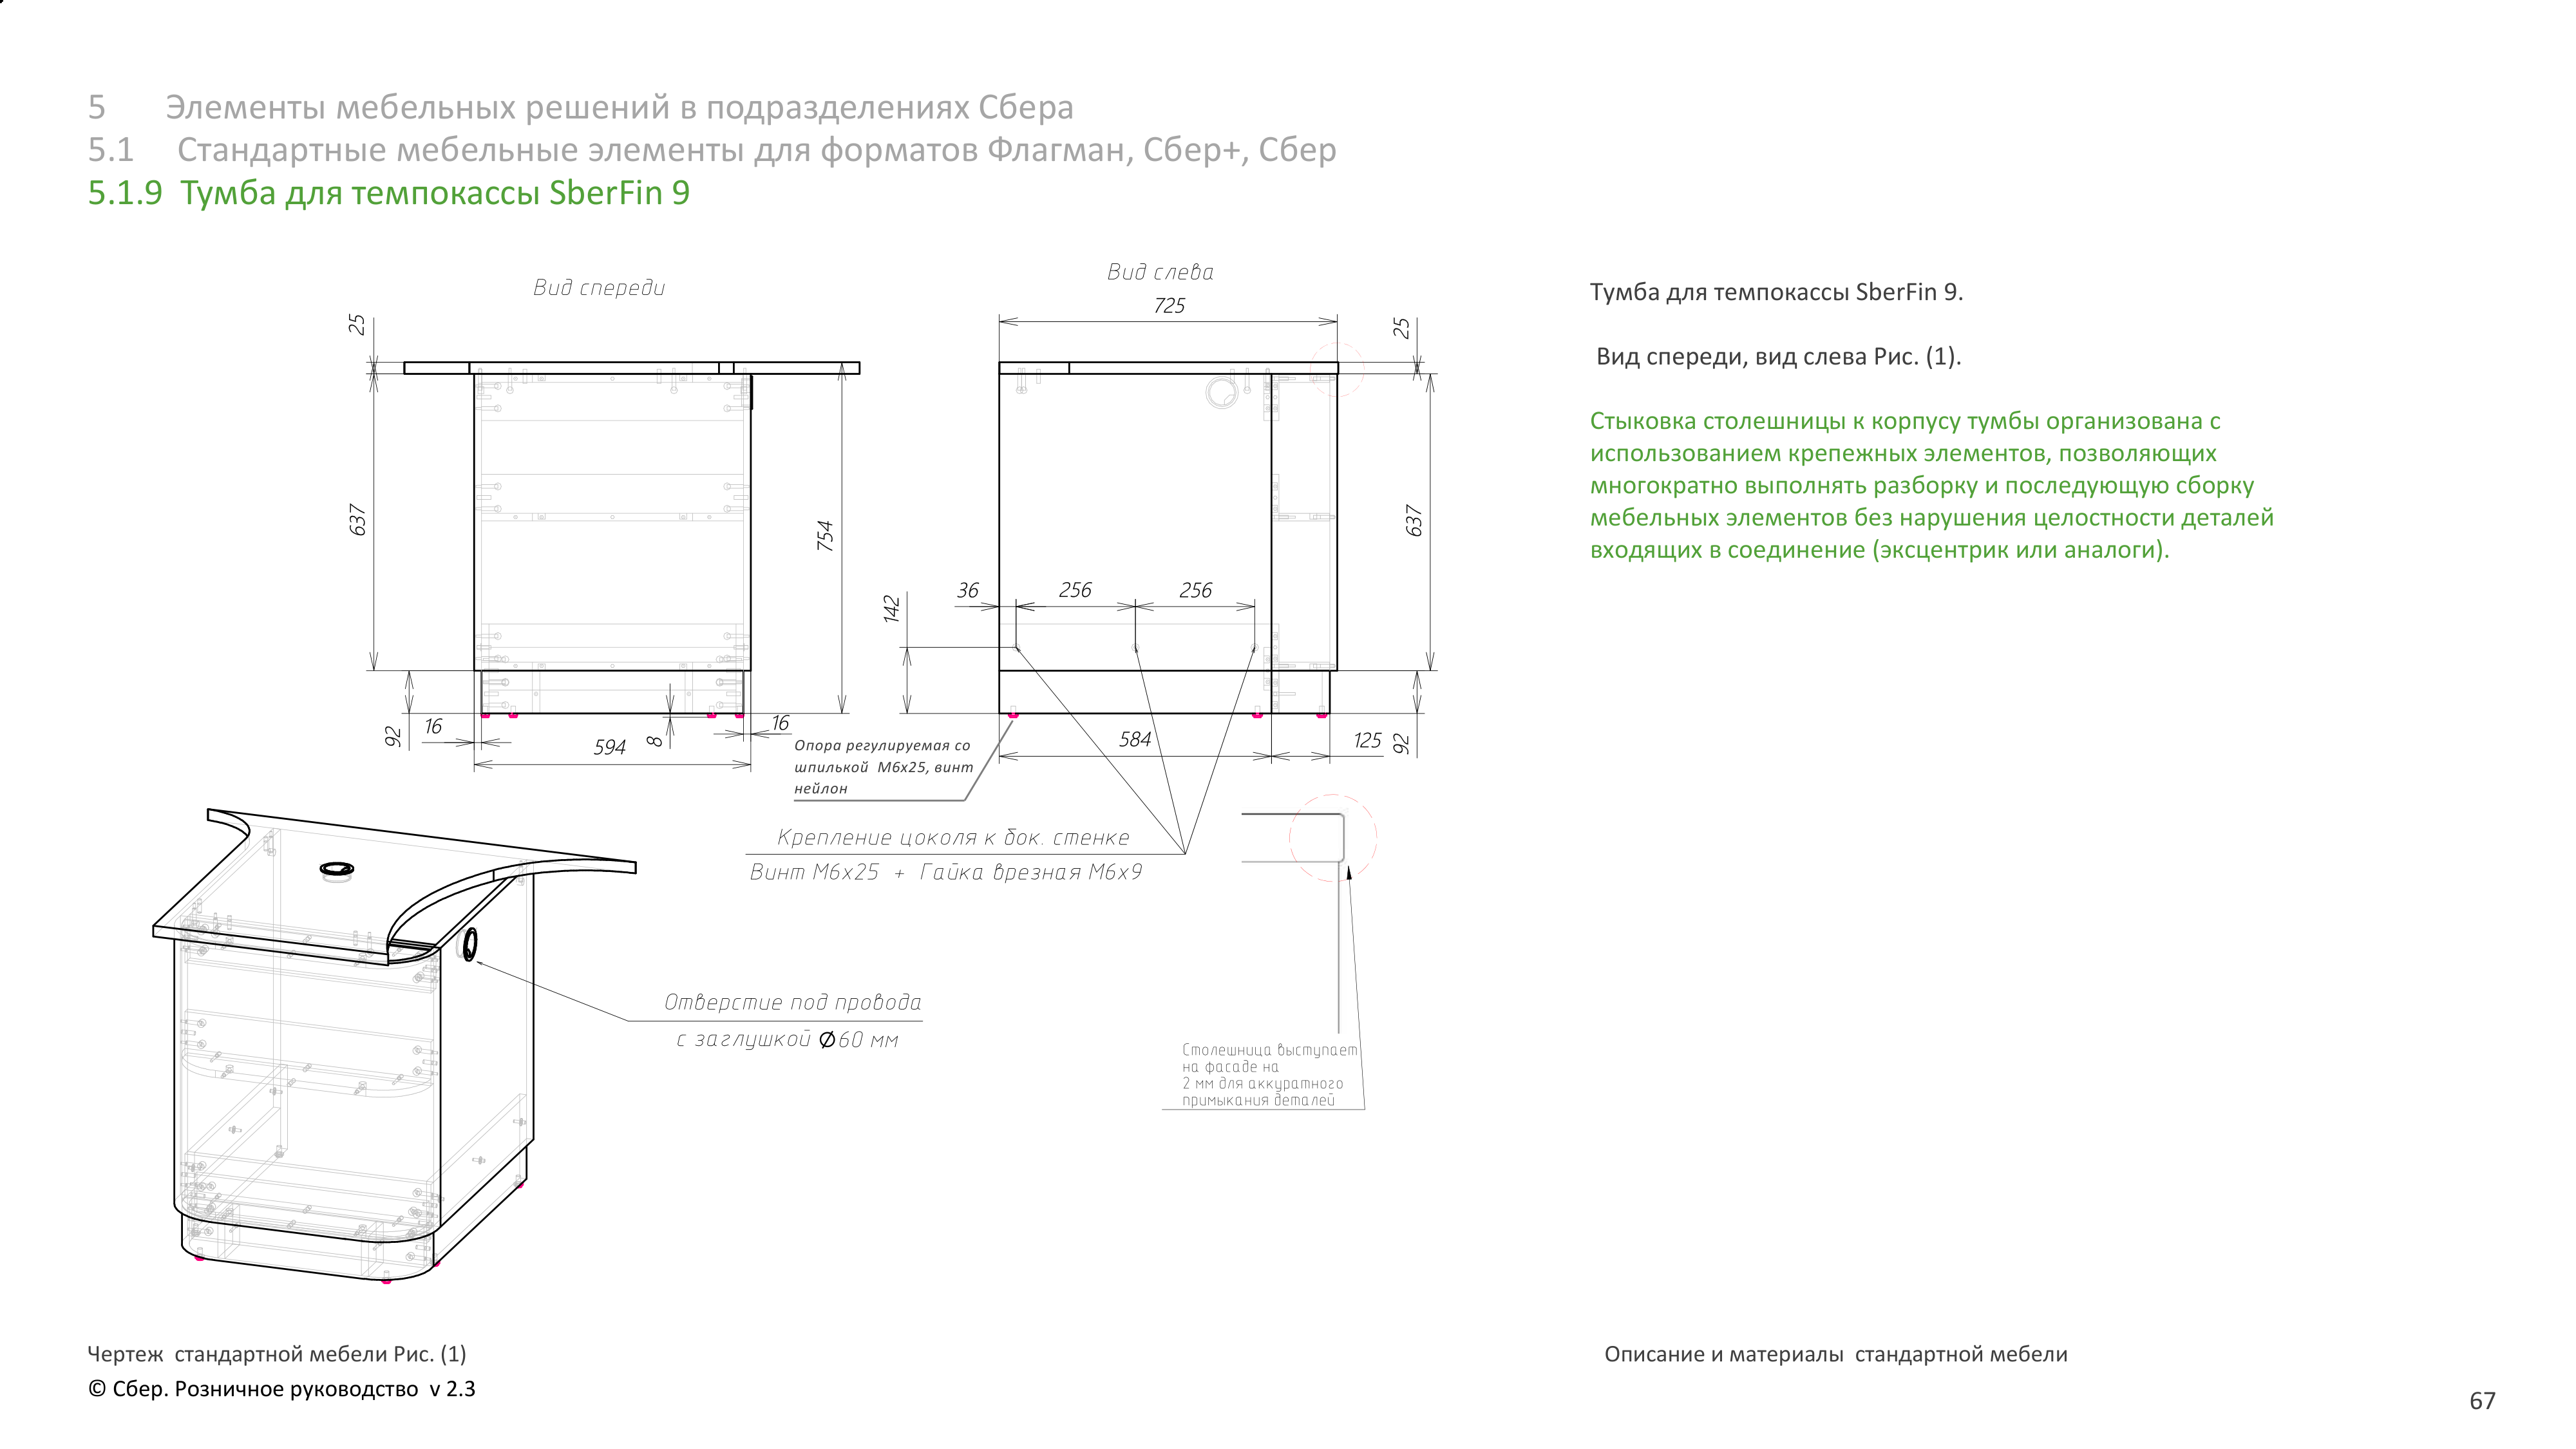 5 Элементы мебельных решений в подразделениях Сбера
5.1 Стандартные мебельные элементы для форматов Флагман, Сбер+, Сбер
5.1.9 Тумба для темпокассы SberFin 9
Вид спереди
Вид слева
725
25
25
637
754
637
36
256
256
142
92
16
594
8
16
584
125
92
Опора регулируемая со
шпилькой М6х25, винт
нейлон
Крепление цоколя к бок. стенке
Винт М6х25 + Гайка врезная М6х9
Отверстие под провода
с заглушкой Ø60 мм
Столешница выступает
на фасаде на
2 мм для аккуратного
примыкания деталей
Тумба для темпокассы SberFin 9.
Вид спереди, вид слева Рис. (1).
Стыковка столешницы к корпусу тумбы организована с
использованием крепежных элементов, позволяющих
многократно выполнять разборку и последующую сборку
мебельных элементов без нарушения целостности деталей
входящих в соединение (эксцентрик или аналоги).
Чертеж стандартной мебели Рис. (1)
Описание и материалы стандартной мебели
© Сбер. Розничное руководство v 2.3
67